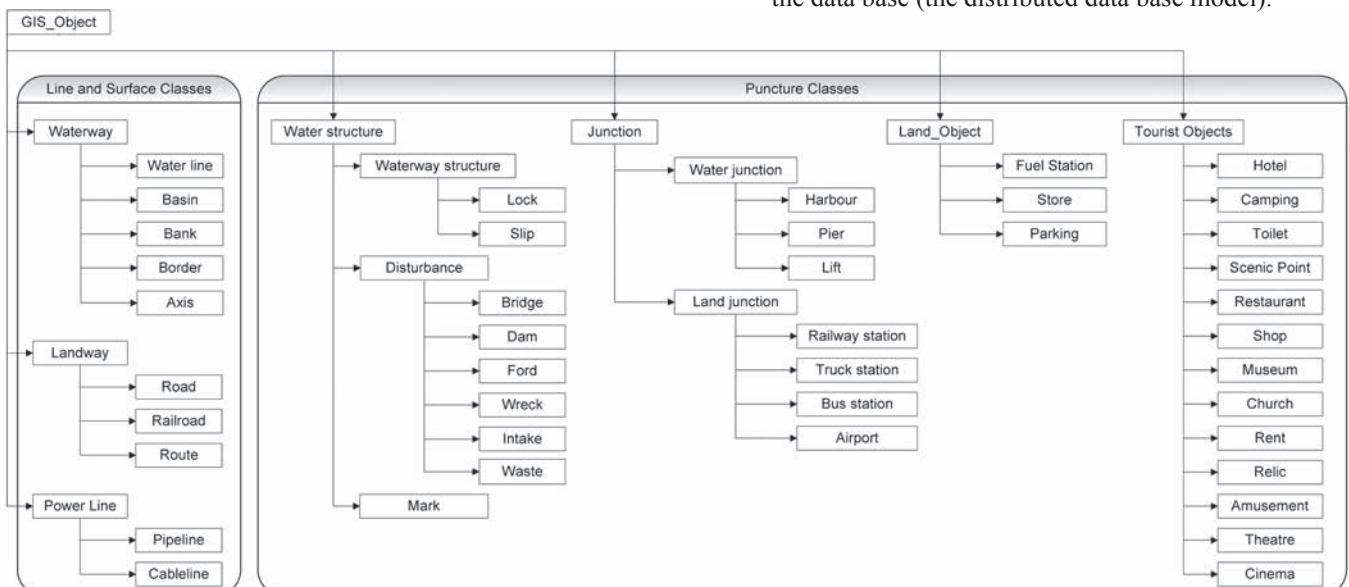 the data base (the distributed data base model).
GIS_Object
Line and Surface Classes
Waterway
Water line
Basin
Bank
Border
Axis
Landway
Road
Railroad
Route
Power Line
Pipeline
Cableline
Puncture Classes
Water structure
Waterway structure
Lock
Slip
Disturbance
Bridge
Dam
Ford
Wreck
Intake
Waste
Mark
Junction
Water junction
Harbour
Pier
Lift
Land junction
Railway station
Truck station
Bus station
Airport
Land_Object
Fuel Station
Store
Parking
Tourist Objects
Hotel
Camping
Toilet
Scenic Point
Restaurant
Shop
Museum
Church
Rent
Relic
Amusement
Theatre
Cinema